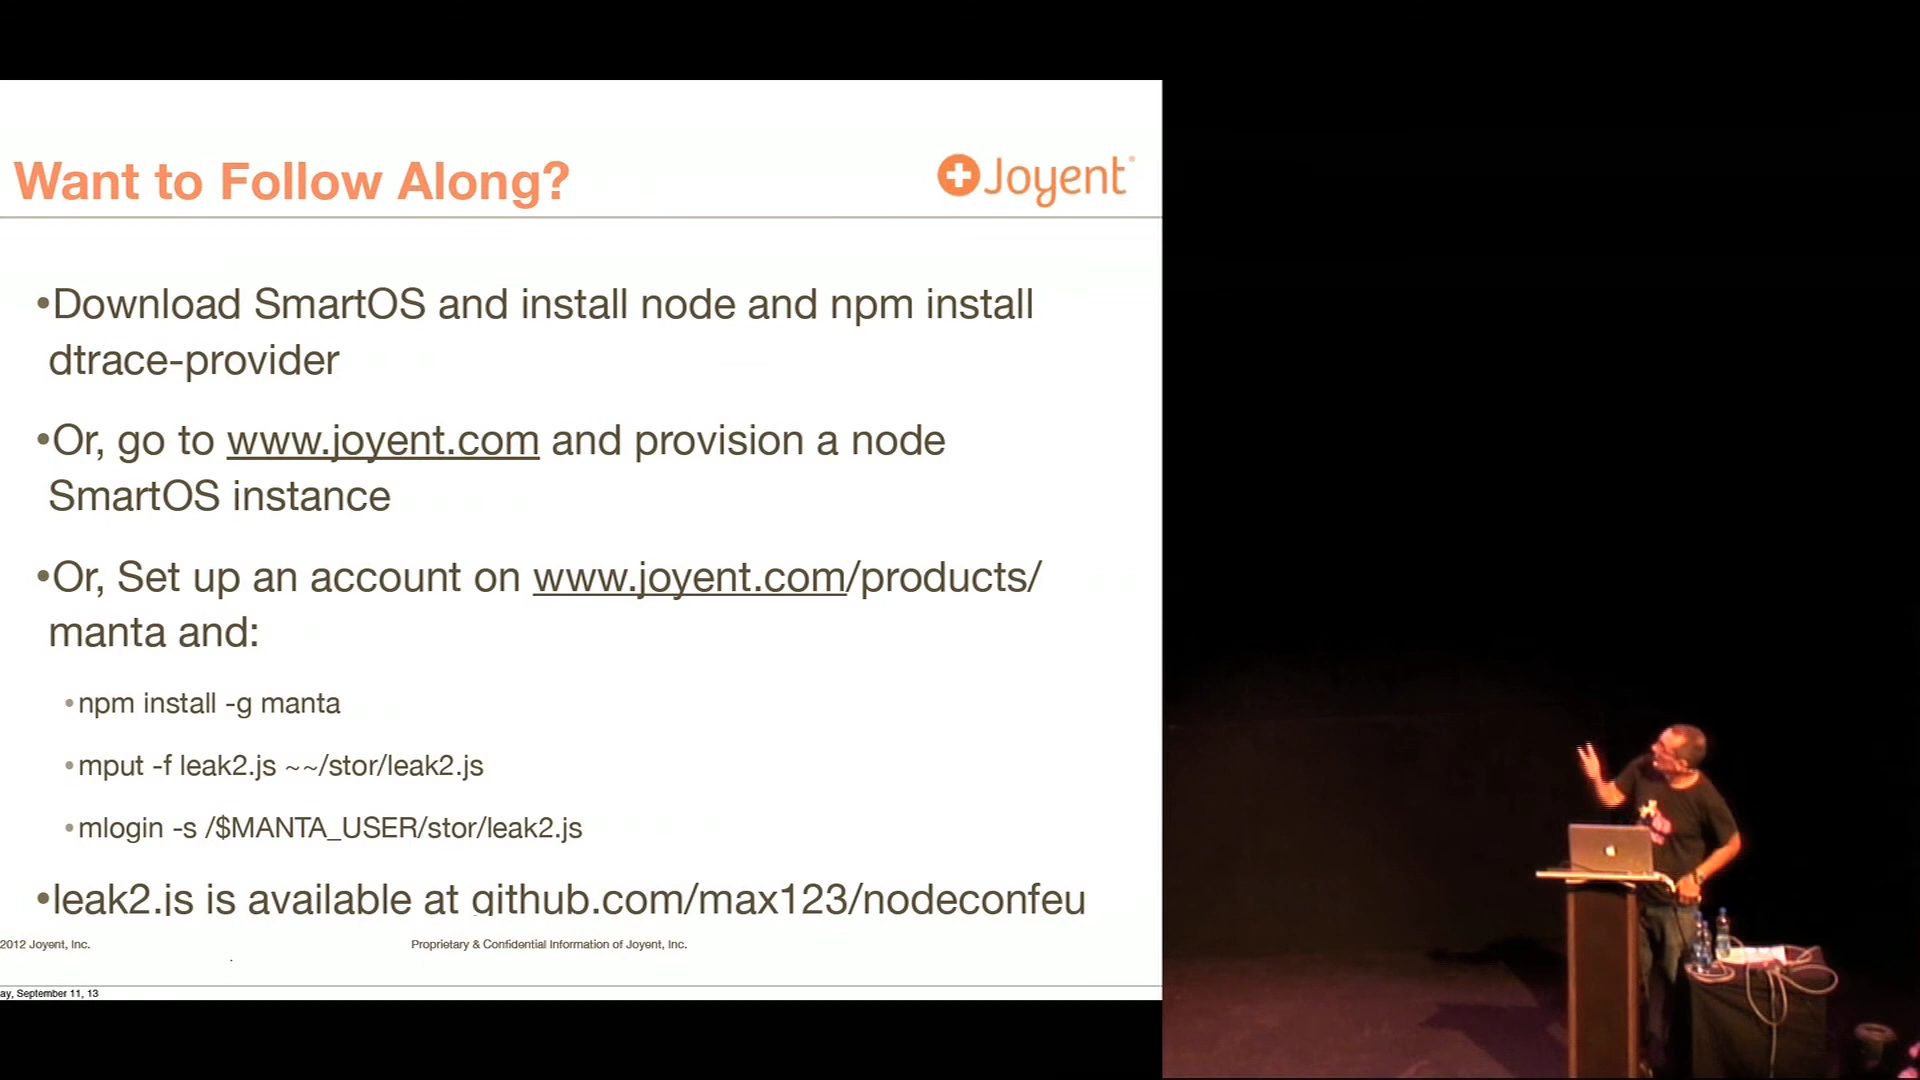 Want to Follow Along?
Joyent
•Download SmartOS and install node and npm install
dtrace-provider
•Or, go to www.joyent.com and provision a node
SmartOS instance
•Or, Set up an account on www.joyent.com/products/
manta and:
•npm install -g manta
•mput -f leak2.js ~~/stor/leak2.js
•mlogin -s /$MANTA_USER/stor/leak2.js
•leak2.js is available at github.com/max123/nodeconfeu
2012 Joyent, Inc.
Proprietary & Confidential Information of Joyent, Inc.
ay, September 11, 13